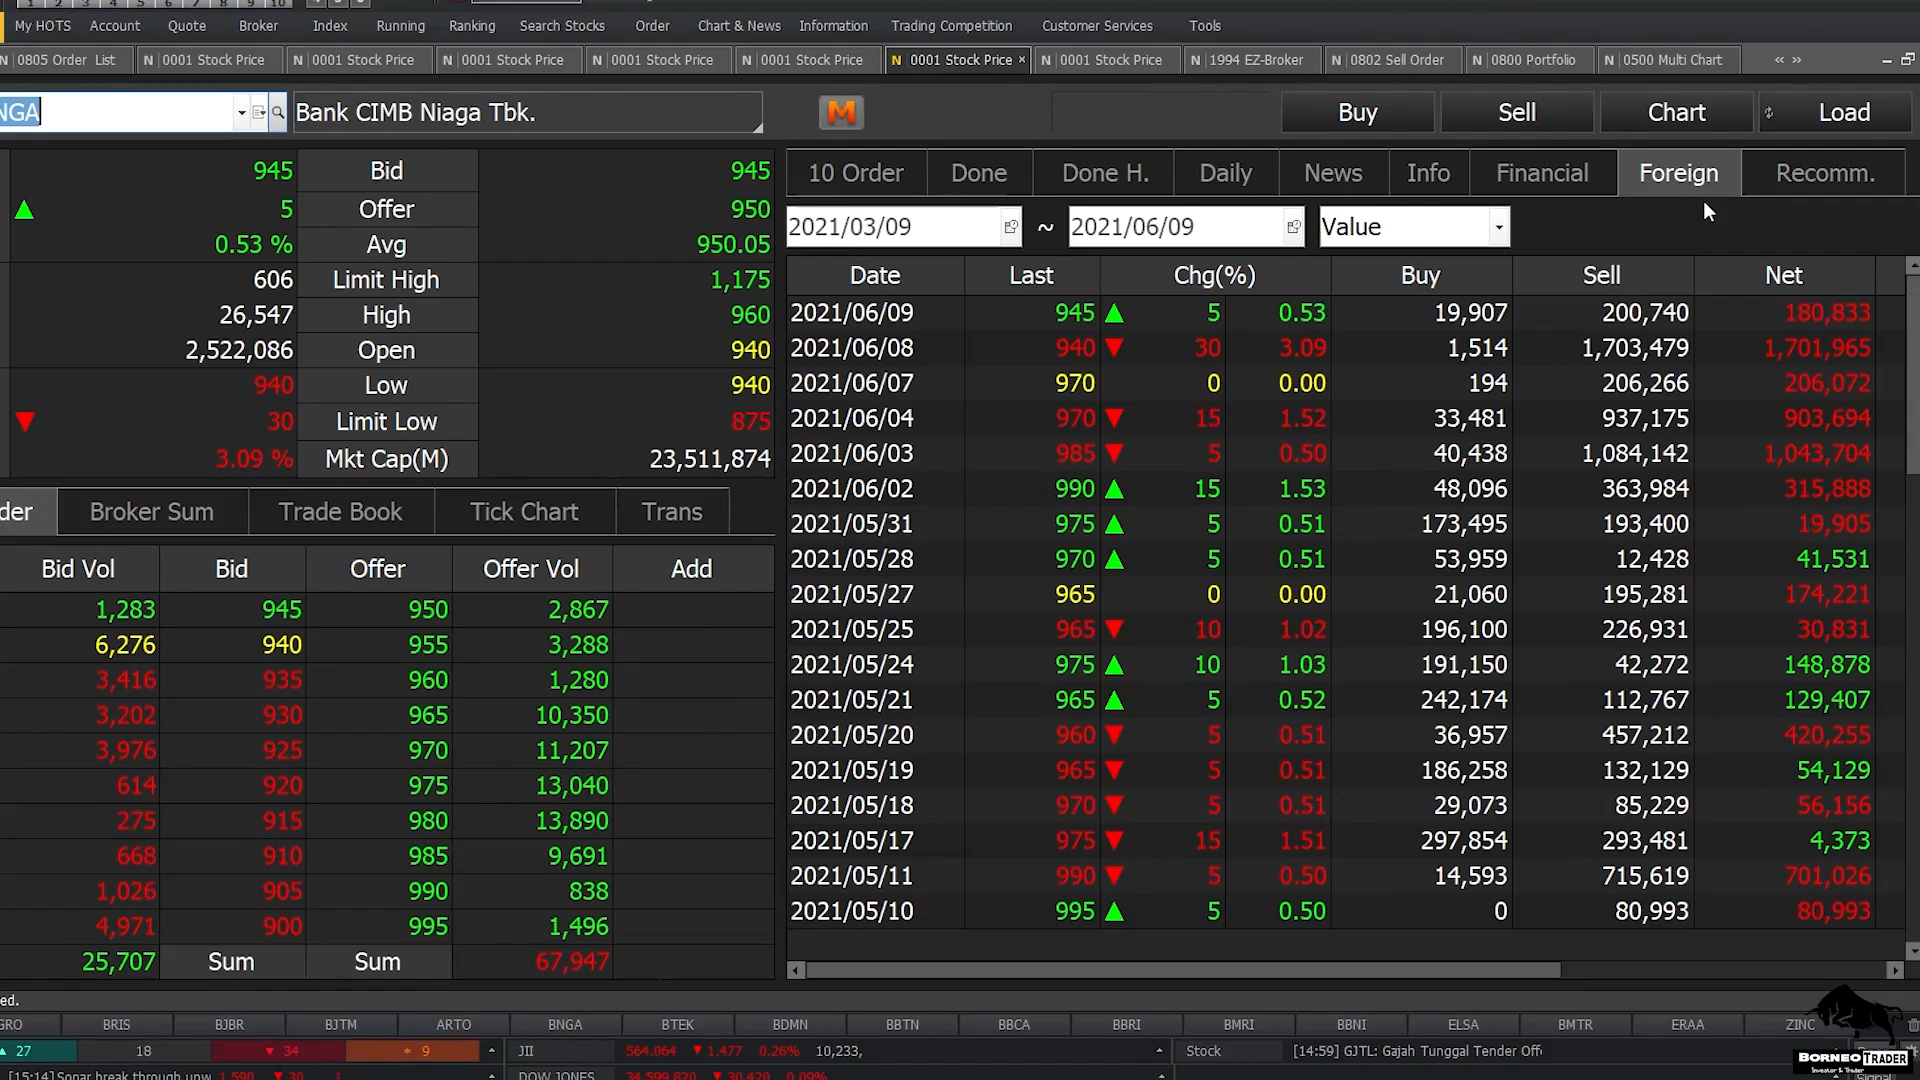 My HOTS Account Quote Broker Index Running Ranking Search Stocks Order Chart & News Information Trading Competition Customer Services Tools
N 0805 Order List N 0001 Stock Price N 0001 Stock Price N 0001 Stock Price N 0001 Stock Price N 0001 Stock Price N 0001 Stock Price × N 0001 Stock Price N 1994 EZ-Broker N 0802 Sell Order N 0800 Portfolio N 0500 Multi Chart « »
NGA Bank CIMB Niaga Tbk. M Buy Sell Chart Load
945 Bid 945
▲ 5 Offer 950
0.53 % Avg 950.05
606 Limit High 1,175
26,547 High 960
2,522,086 Open 940
940 Low 940
▼ 30 Limit Low 875
3.09 % Mkt Cap(M) 23,511,874
der Broker Sum Trade Book Tick Chart Trans
Bid Vol Bid Offer Offer Vol Add
1,283 945 950 2,867
6,276 940 955 3,288
3,416 935 960 1,280
3,202 930 965 10,350
3,976 925 970 11,207
614 920 975 13,040
275 915 980 13,890
668 910 985 9,691
1,026 905 990 838
4,971 900 995 1,496
25,707 Sum Sum 67,947
10 Order Done Done H. Daily News Info Financial Foreign Recomm.
2021/03/09 ~ 2021/06/09 Value
Date Last Chg(%) Buy Sell Net
2021/06/09 945 ▲ 5 0.53 19,907 200,740 180,833
2021/06/08 940 ▼ 30 3.09 1,514 1,703,479 1,701,965
2021/06/07 970 0 0.00 194 206,266 206,072
2021/06/04 970 ▼ 15 1.52 33,481 937,175 903,694
2021/06/03 985 ▼ 5 0.50 40,438 1,084,142 1,043,704
2021/06/02 990 ▲ 15 1.53 48,096 363,984 315,888
2021/05/31 975 ▲ 5 0.51 173,495 193,400 19,905
2021/05/28 970 ▲ 5 0.51 53,959 12,428 41,531
2021/05/27 965 0 0.00 21,060 195,281 174,221
2021/05/25 965 ▼ 10 1.02 196,100 226,931 30,831
2021/05/24 975 ▲ 10 1.03 191,150 42,272 148,878
2021/05/21 965 ▲ 5 0.52 242,174 112,767 129,407
2021/05/20 960 ▼ 5 0.51 36,957 457,212 420,255
2021/05/19 965 ▼ 5 0.51 186,258 132,129 54,129
2021/05/18 970 ▼ 5 0.51 29,073 85,229 56,156
2021/05/17 975 ▼ 15 1.51 297,854 293,481 4,373
2021/05/11 990 ▼ 5 0.50 14,593 715,619 701,026
2021/05/10 995 ▲ 5 0.50 0 80,993 80,993
ed.
GRO BRIS BJBR BJTM ARTO BNGA BTEK BDMN BBTN BBCA BBRI BMRI BBNI ELSA BMTR ERAA ZINC
▲ 27 18 ▼ 34 * 9 JII 564.064 ▼ 1.477 0.26% 10,233, Stock [14:59] GJTL: Gajah Tunggal Tender Offe
[15:14]Sonar break through upw 1,590 ▼ 30 1 DOW JONES 34,599.820 ▼ 30.420 0.09%
BORNEO TRADER
Investor & Trader